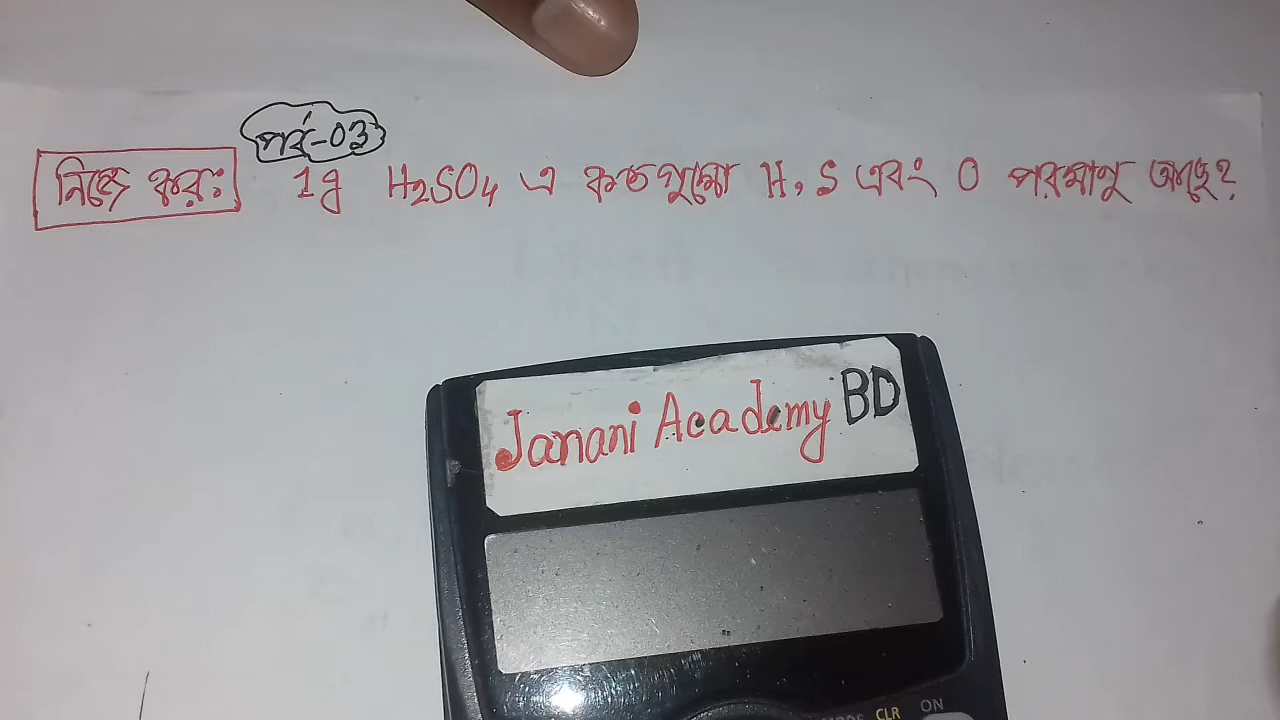 পর্ব-03
নিজে কর: 1g H₂SO₄ এ কতগুলো H, S এবং O পরমাণু আছে?
Janani Academy BD
CLR ON